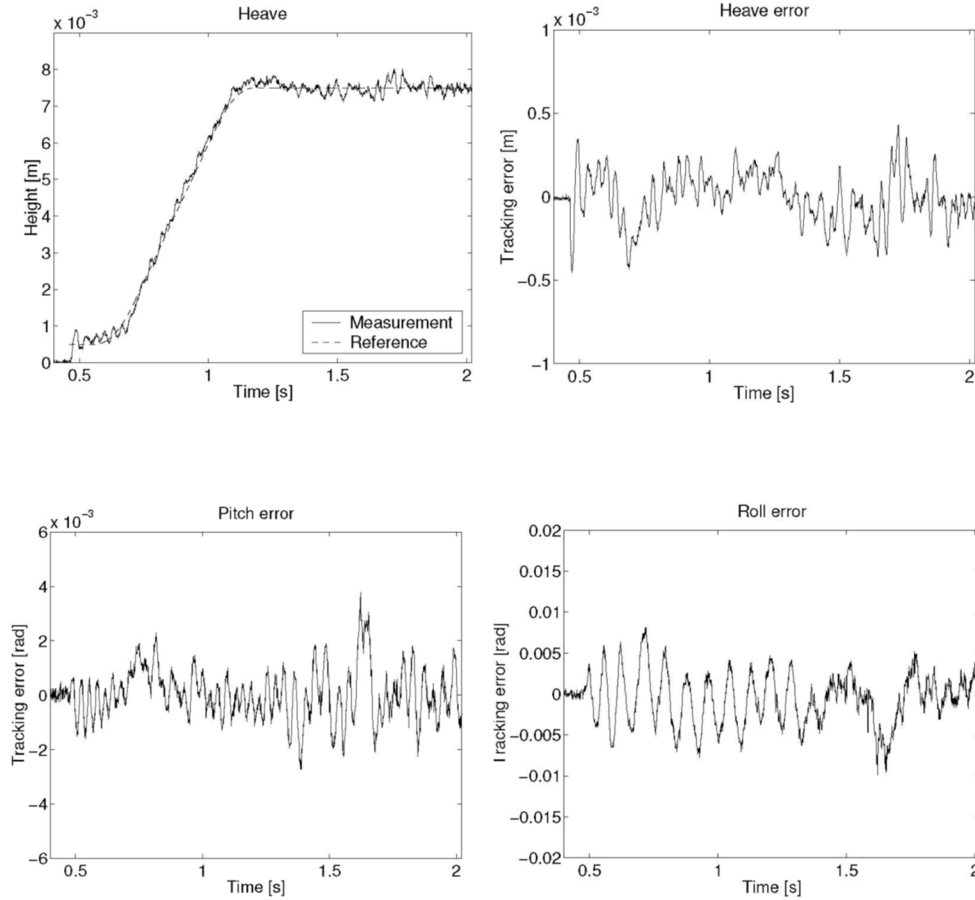 Heave
x 10⁻³
8
7
6
5
4
3
2
1
0
Height [m]
0.5 1 1.5 2
Time [s]
Measurement
Reference
Heave error
x 10⁻³
1
0.5
0
−0.5
−1
Tracking error [m]
0.5 1 1.5 2
Time [s]
Pitch error
x 10⁻³
6
4
2
0
−2
−4
−6
Tracking error [rad]
0.5 1 1.5 2
Time [s]
Roll error
0.02
0.015
0.01
0.005
0
−0.005
−0.01
−0.015
−0.02
Tracking error [rad]
0.5 1 1.5 2
Time [s]